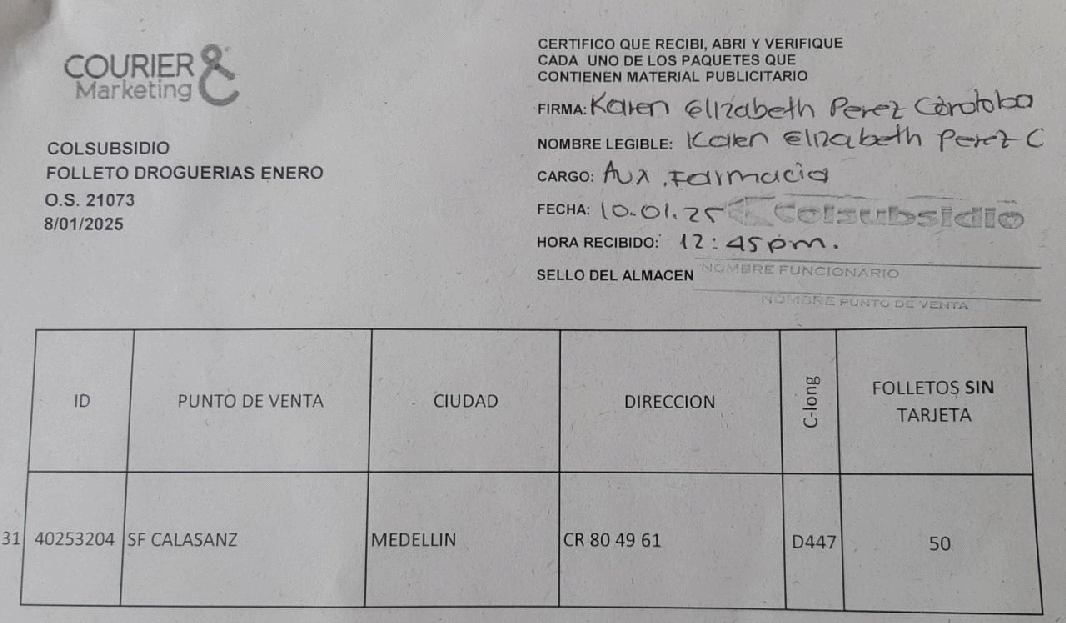 COURIER &
Marketing
COLSUBSIDIO
FOLLETO DROGUERIAS ENERO
O.S. 21073
8/01/2025
CERTIFICO QUE RECIBI, ABRI Y VERIFIQUE
CADA UNO DE LOS PAQUETES QUE
CONTIENEN MATERIAL PUBLICITARIO
FIRMA: Karen Elizabeth Perez Córdoba
NOMBRE LEGIBLE: Karen Elizabeth Perez C
CARGO: Aux. Farmacia
FECHA: 10.01.25 Colsubsidio
HORA RECIBIDO: 12:45pm.
SELLO DEL ALMACEN NOMBRE FUNCIONARIO
NOMBRE PUNTO DE VENTA
ID PUNTO DE VENTA CIUDAD DIRECCION C-long FOLLETOS SIN TARJETA
31 40253204 SF CALASANZ MEDELLIN CR 80 49 61 D447 50